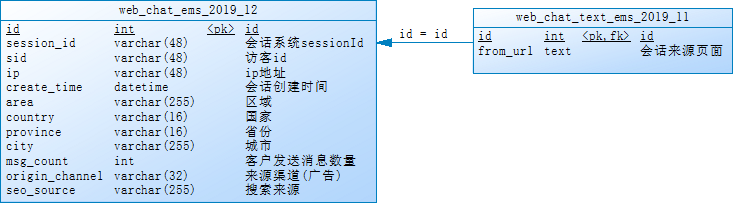 web_chat_ems_2019_12
id int <pk> id
session_id varchar(48) 会话系统sessionId
sid varchar(48) 访客id
ip varchar(48) ip地址
create_time datetime 会话创建时间
area varchar(255) 区域
country varchar(16) 国家
province varchar(16) 省份
city varchar(255) 城市
msg_count int 客户发送消息数量
origin_channel varchar(32) 来源渠道(广告)
seo_source varchar(255) 搜索来源
id = id
web_chat_text_ems_2019_11
id int <pk,fk> id
from_url text 会话来源页面